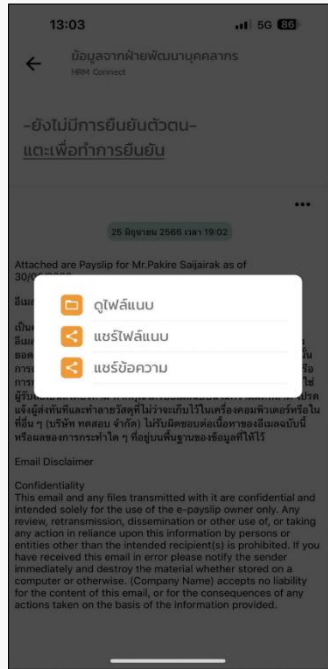 13:03
5G 86
ข้อมูลจากฝ่ายพัฒนาบุคคลากร
HRM Connect
-ยังไม่มีการยืนยันตัวตน-
แตะเพื่อทำการยืนยัน
25 มิถุนายน 2566 เวลา 19:02
Attached are Payslip for Mr.Pakire Saijairak as of
ดูไฟล์แนบ
แชร์ไฟล์แนบ
แชร์ข้อความ
แจ้งผู้ส่งทันทีและทำลายวัสดุที่ไม่ว่าจะเก็บไว้ในเครื่องคอมพิวเตอร์หรือใน
ที่อื่น ๆ (บริษัท ทดสอบ จำกัด) ไม่รับผิดชอบต่อเนื้อหาของอีเมลฉบับนี้
หรือผลของการกระทำใด ๆ ที่อยู่บนพื้นฐานของข้อมูลที่ให้ไว้
Email Disclaimer
Confidentiality
This email and any files transmitted with it are confidential and
intended solely for the use of the e-payslip owner only. Any
review, retransmission, dissemination or other use of, or taking
any action in reliance upon this information by persons or
entities other than the intended recipient(s) is prohibited. If you
have received this email in error please notify the sender
immediately and destroy the material whether stored on a
computer or otherwise. (Company Name) accepts no liability
for the content of this email, or for the consequences of any
actions taken on the basis of the information provided.